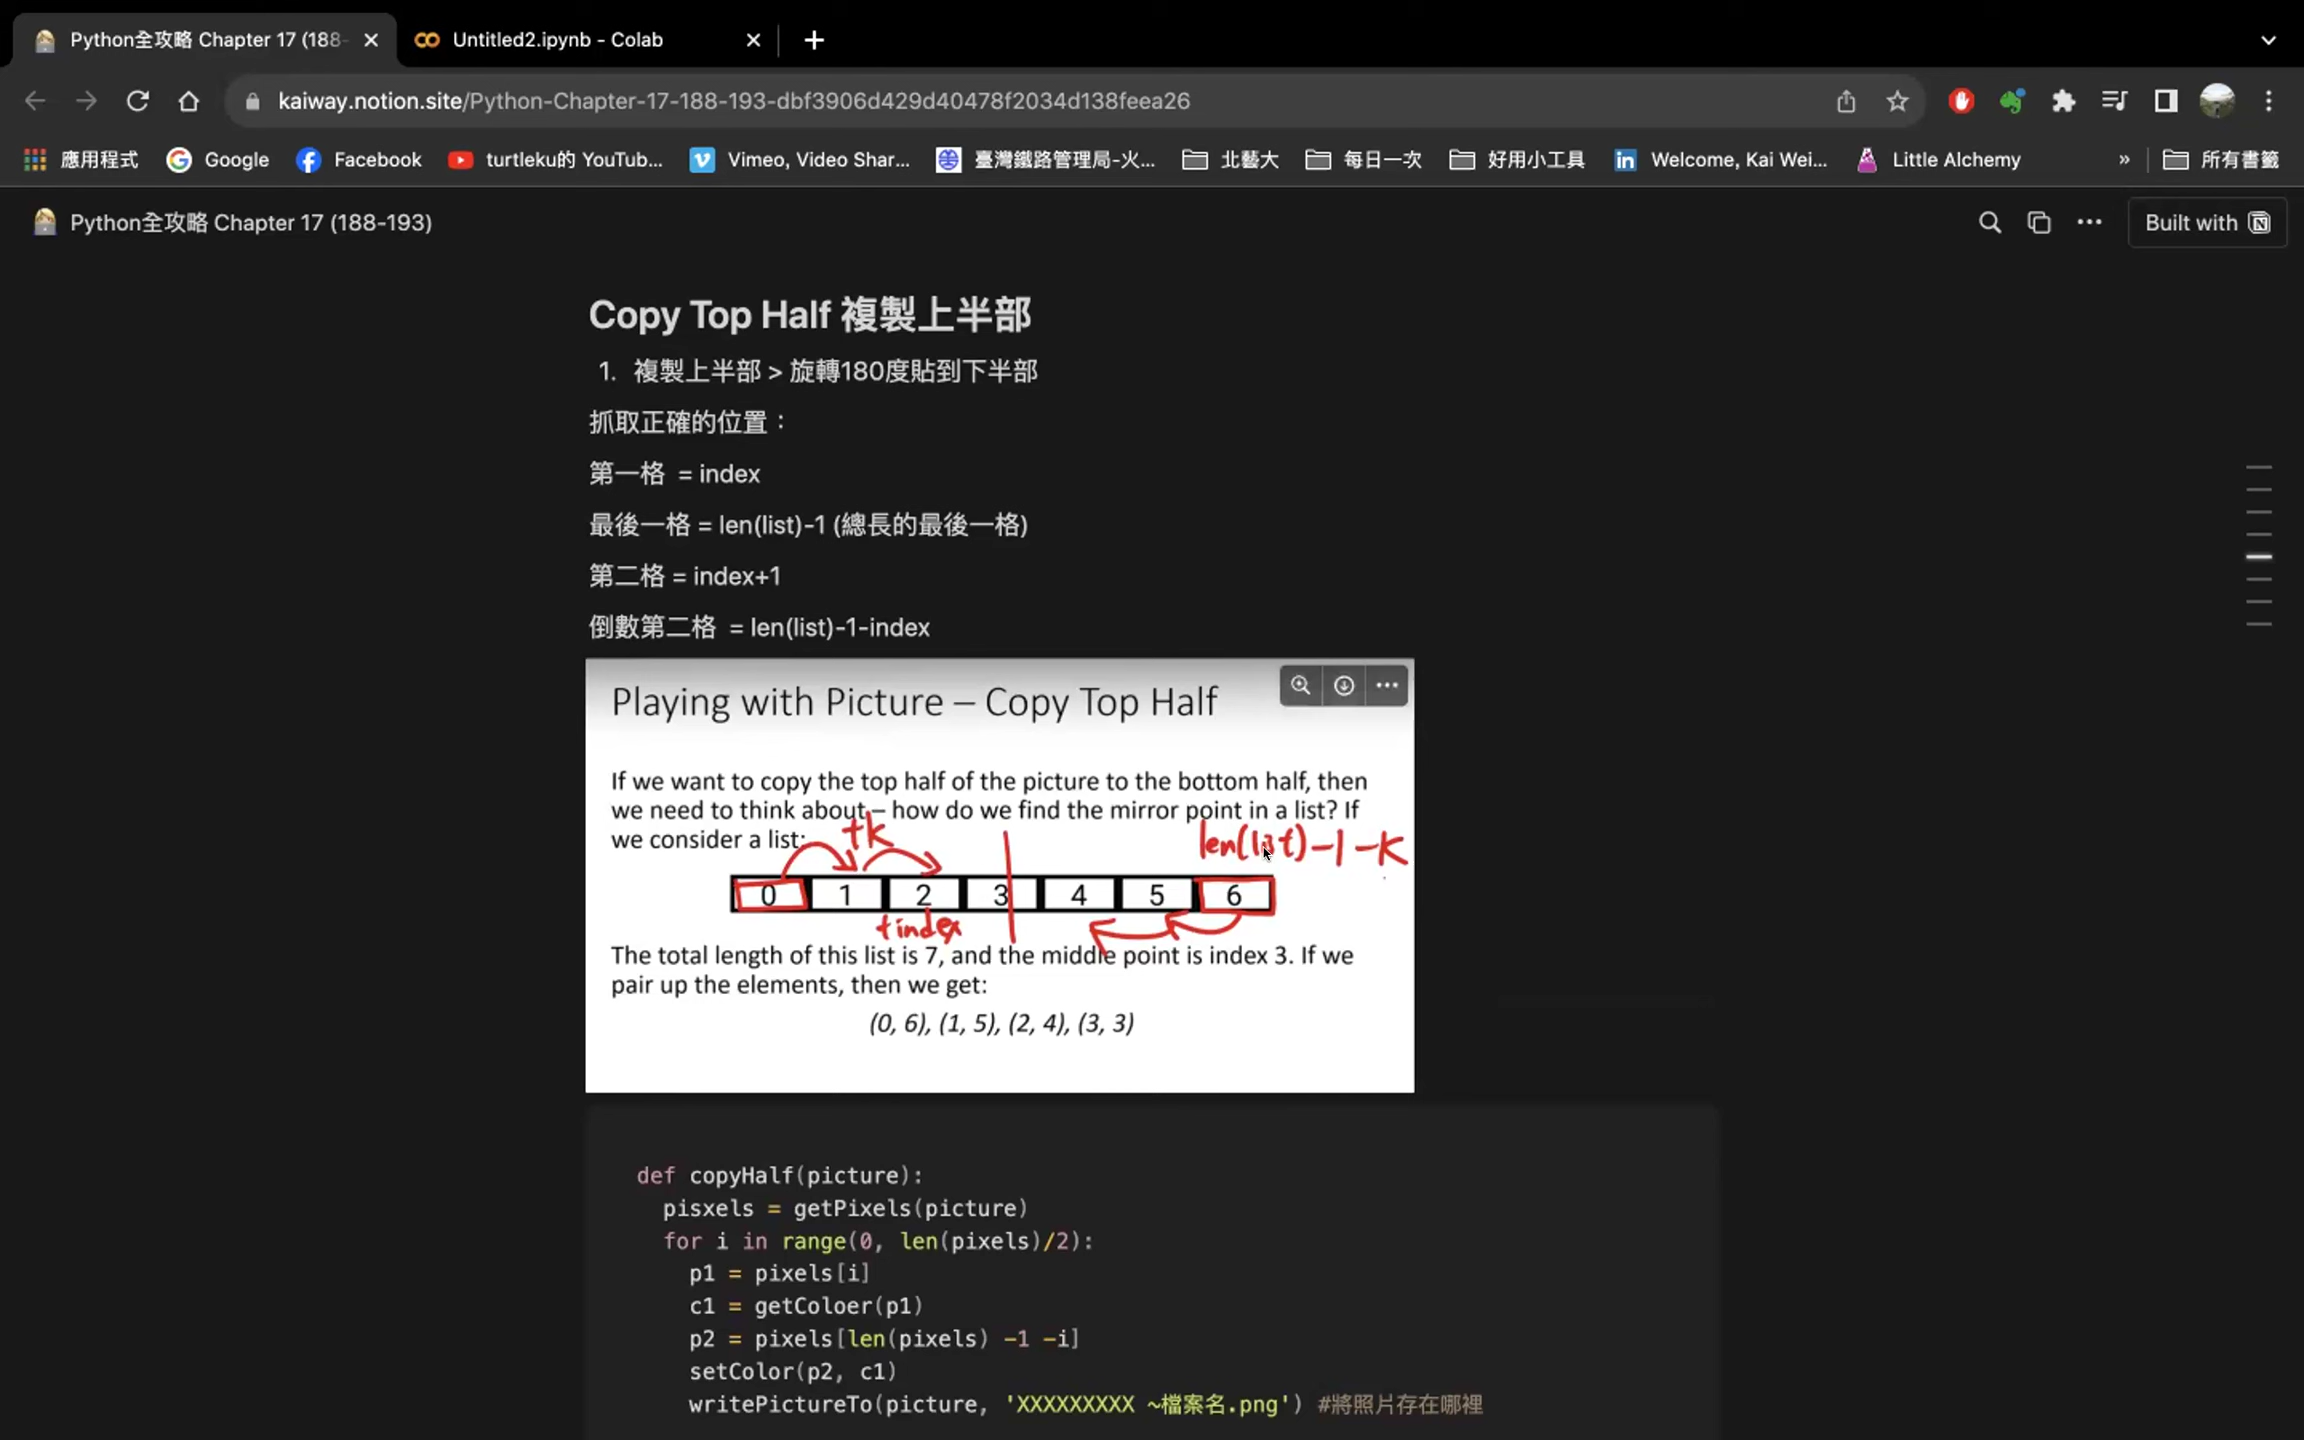 Python全攻略 Chapter 17 (188-
Untitled2.ipynb - Colab
kaiway.notion.site/Python-Chapter-17-188-193-dbf3906d429d40478f2034d138feea26
應用程式 Google Facebook turtleku的 YouTub... Vimeo, Video Shar... 臺灣鐵路管理局-火... 北藝大 每日一次 好用小工具 Welcome, Kai Wei... Little Alchemy » 所有書籤
Python全攻略 Chapter 17 (188-193)
Built with
Copy Top Half 複製上半部
1. 複製上半部 > 旋轉180度貼到下半部
抓取正確的位置：
第一格 = index
最後一格 = len(list)-1 (總長的最後一格)
第二格 = index+1
倒數第二格 = len(list)-1-index
Playing with Picture – Copy Top Half
If we want to copy the top half of the picture to the bottom half, then
we need to think about – how do we find the mirror point in a list? If
we consider a list:
+k
len(list)-1-k
0 1 2 3 4 5 6
+index
The total length of this list is 7, and the middle point is index 3. If we
pair up the elements, then we get:
(0, 6), (1, 5), (2, 4), (3, 3)
def copyHalf(picture):
pisxels = getPixels(picture)
for i in range(0, len(pixels)/2):
p1 = pixels[i]
c1 = getColoer(p1)
p2 = pixels[len(pixels) -1 -i]
setColor(p2, c1)
writePictureTo(picture, 'XXXXXXXXX ~檔案名.png') #將照片存在哪裡